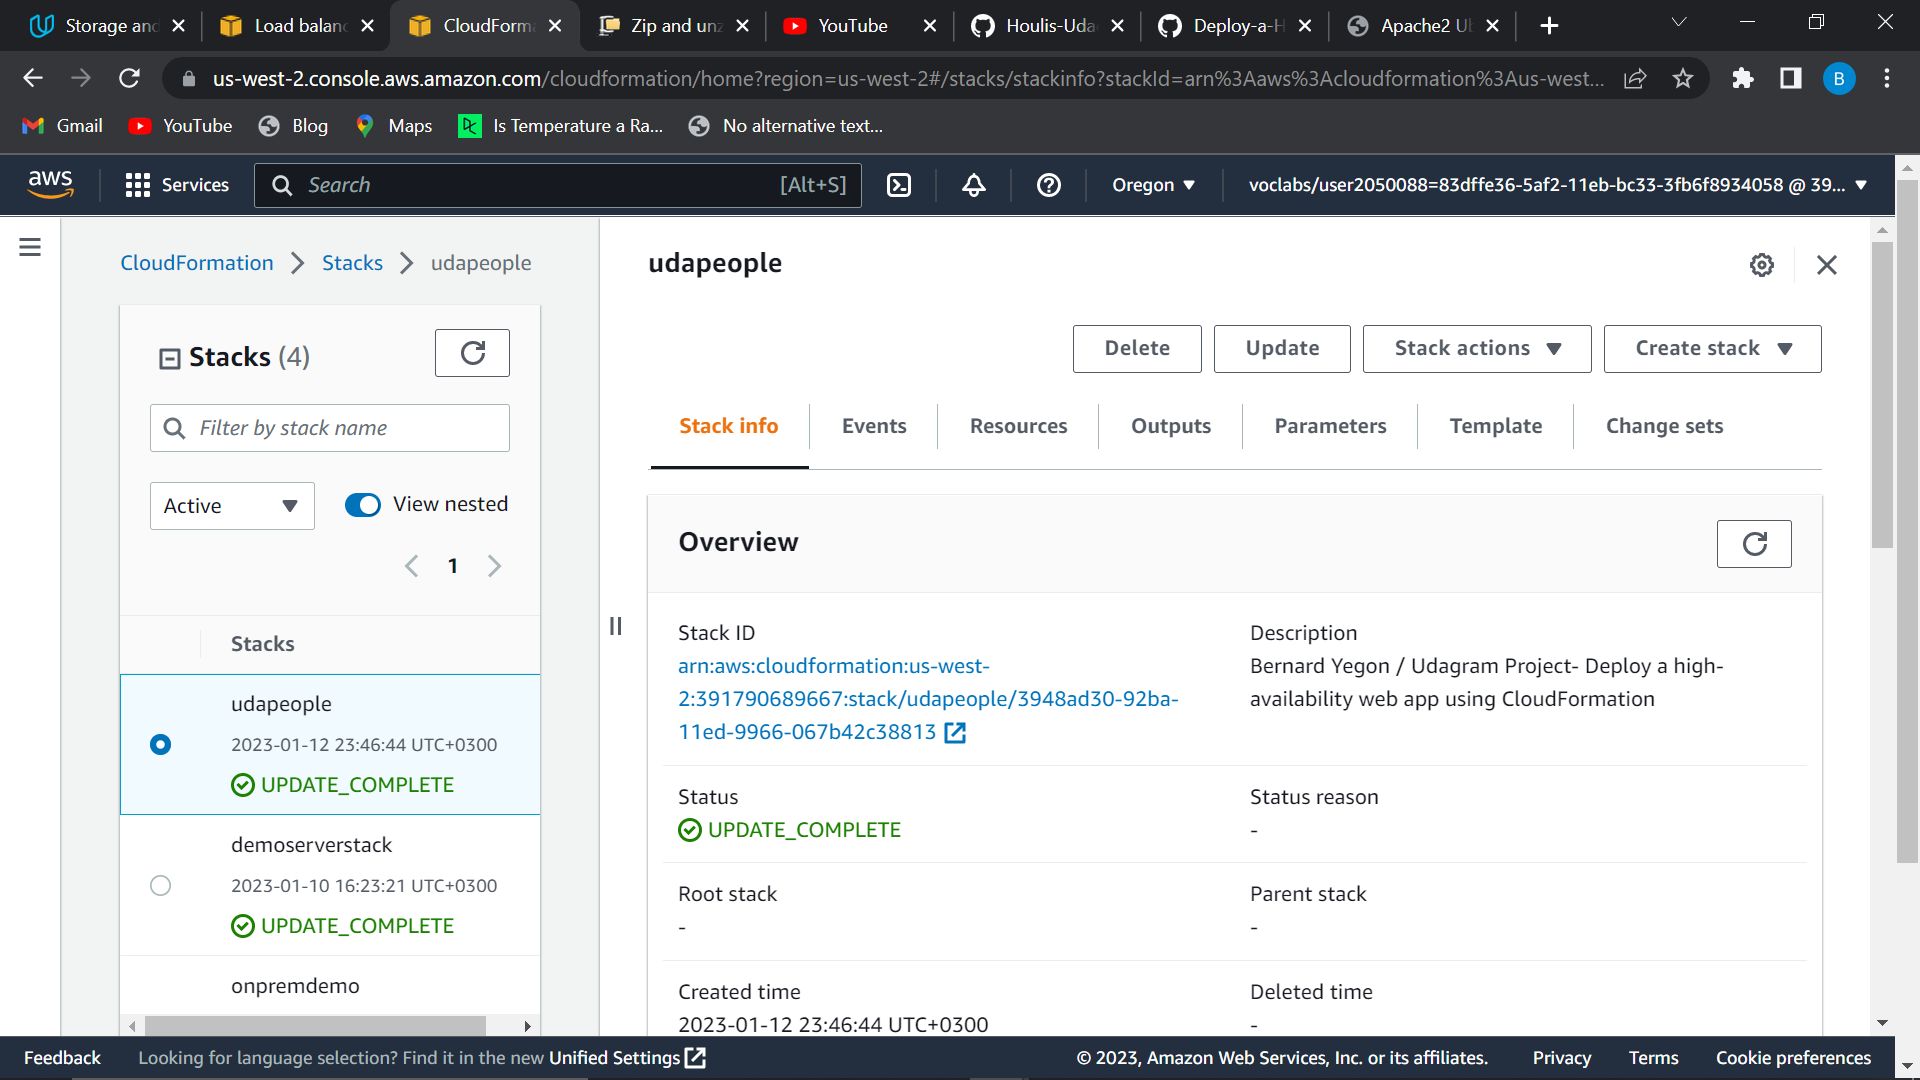 Storage and
Load balan
CloudForm
Zip and unz
YouTube
Houlis-Uda
Deploy-a-H
Apache2 Ub
us-west-2.console.aws.amazon.com/cloudformation/home?region=us-west-2#/stacks/stackinfo?stackId=arn%3Aaws%3Acloudformation%3Aus-west...
B
Gmail
YouTube
Blog
Maps
Is Temperature a Ra...
No alternative text...
aws
Services
Search
[Alt+S]
Oregon
voclabs/user2050088=83dffe36-5af2-11eb-bc33-3fb6f8934058 @ 39...
CloudFormation
Stacks
udapeople
Stacks (4)
Filter by stack name
Active
View nested
1
Stacks
udapeople
2023-01-12 23:46:44 UTC+0300
UPDATE_COMPLETE
demoserverstack
2023-01-10 16:23:21 UTC+0300
UPDATE_COMPLETE
onpremdemo
udapeople
Delete
Update
Stack actions
Create stack
Stack info
Events
Resources
Outputs
Parameters
Template
Change sets
Overview
Stack ID
arn:aws:cloudformation:us-west-
2:391790689667:stack/udapeople/3948ad30-92ba-
11ed-9966-067b42c38813
Description
Bernard Yegon / Udagram Project- Deploy a high-
availability web app using CloudFormation
Status
UPDATE_COMPLETE
Status reason
-
Root stack
-
Parent stack
-
Created time
2023-01-12 23:46:44 UTC+0300
Deleted time
-
Feedback
Looking for language selection? Find it in the new Unified Settings
© 2023, Amazon Web Services, Inc. or its affiliates.
Privacy
Terms
Cookie preferences